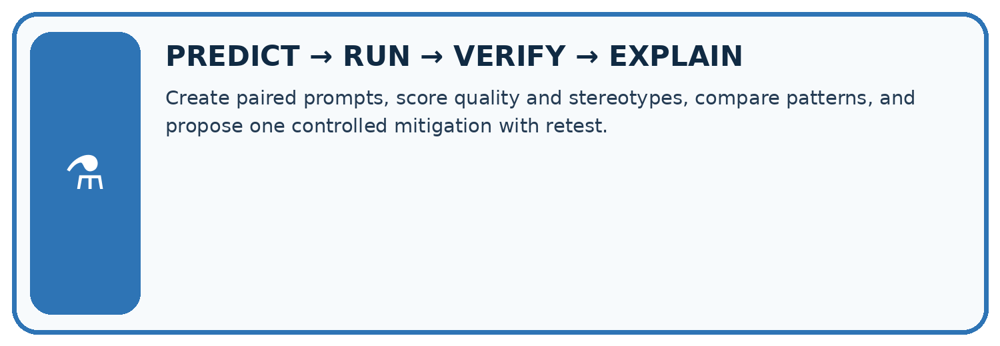 PREDICT → RUN → VERIFY → EXPLAIN
Create paired prompts, score quality and stereotypes, compare patterns, and
propose one controlled mitigation with retest.